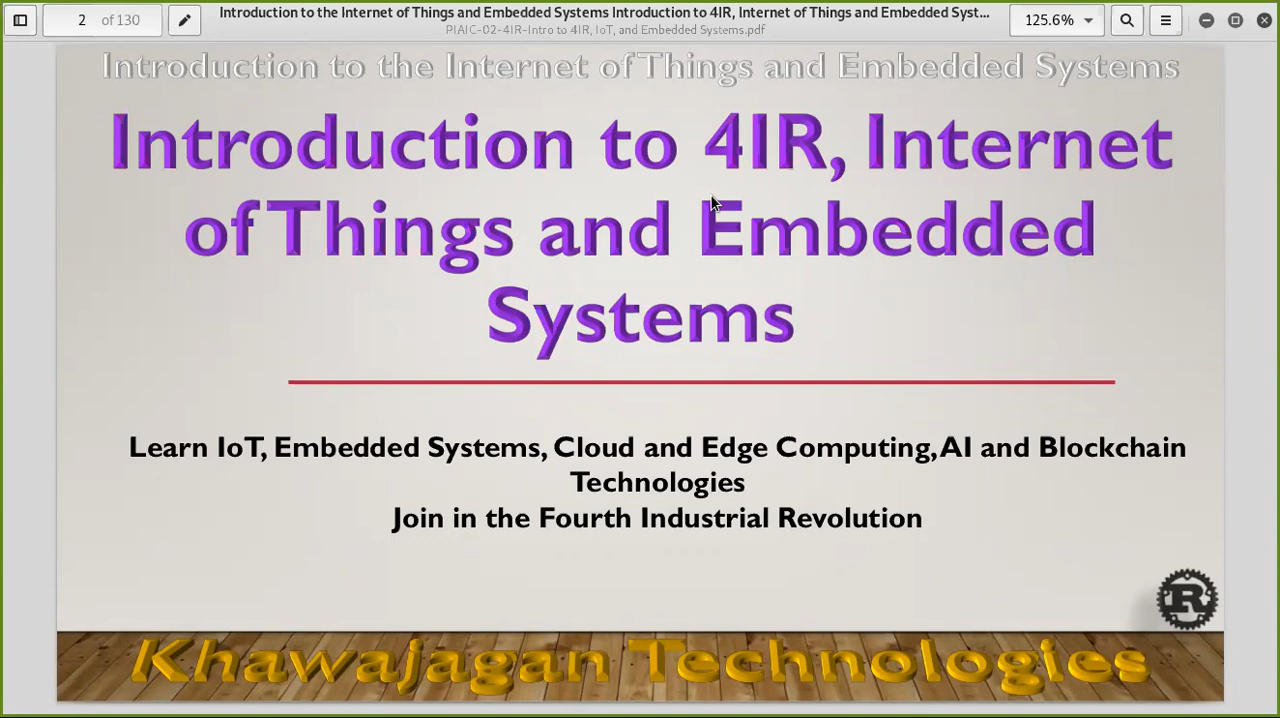 2 of 130
Introduction to the Internet of Things and Embedded Systems Introduction to 4IR, Internet of Things and Embedded Syst...
PIAIC-02-4IR-Intro to 4IR, IoT, and Embedded Systems.pdf
125.6%
Introduction to the Internet of Things and Embedded Systems
Introduction to 4IR, Internet
of Things and Embedded
Systems
Learn IoT, Embedded Systems, Cloud and Edge Computing, AI and Blockchain
Technologies
Join in the Fourth Industrial Revolution
R
Khawajagan Technologies